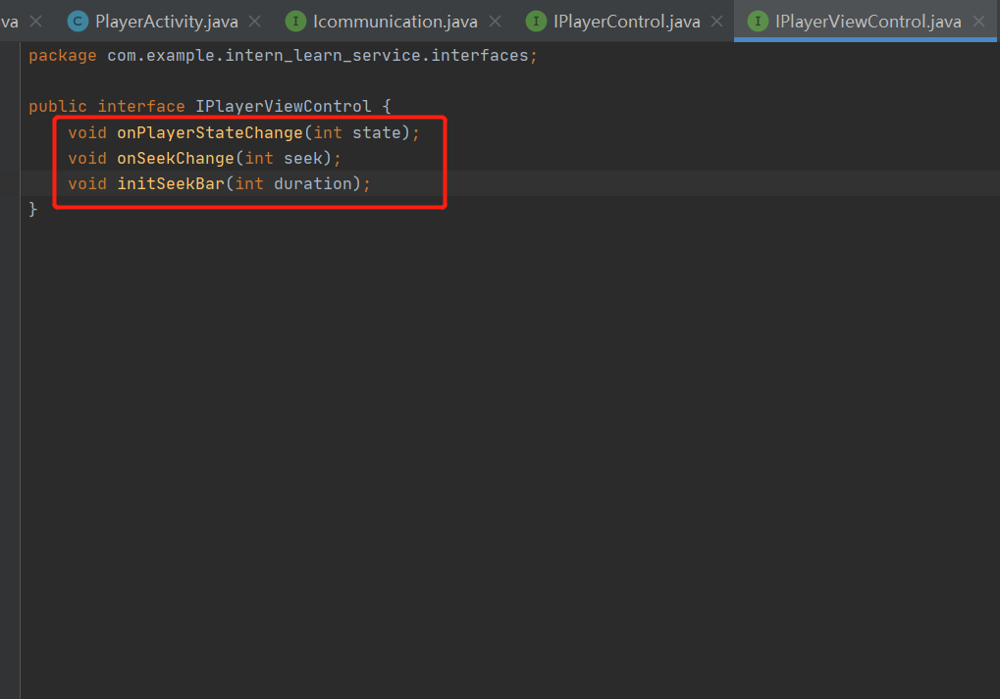 va PlayerActivity.java Icommunication.java IPlayerControl.java IPlayerViewControl.java
package com.example.intern_learn_service.interfaces;
public interface IPlayerViewControl {
void onPlayerStateChange(int state);
void onSeekChange(int seek);
void initSeekBar(int duration);
}